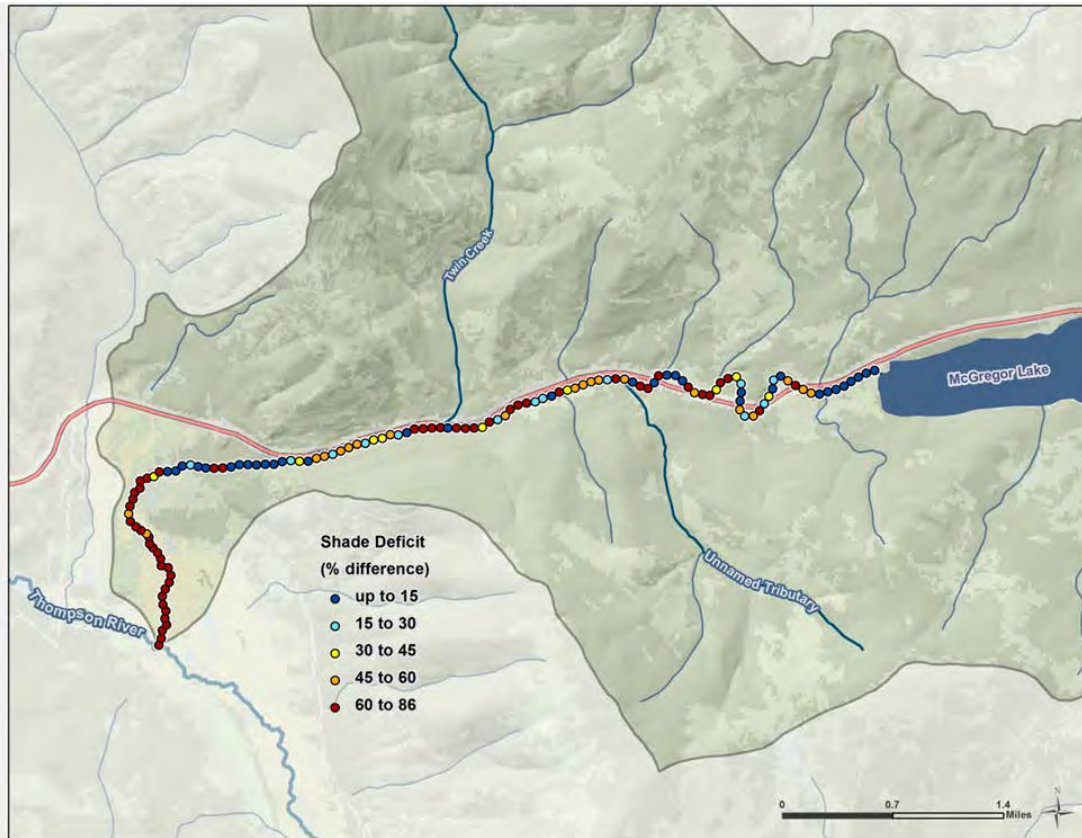 Twin Creek
McGregor Lake
Unnamed Tributary
Thompson River
Shade Deficit
(% difference)
up to 15
15 to 30
30 to 45
45 to 60
60 to 86
N
0 0.7 1.4
Miles